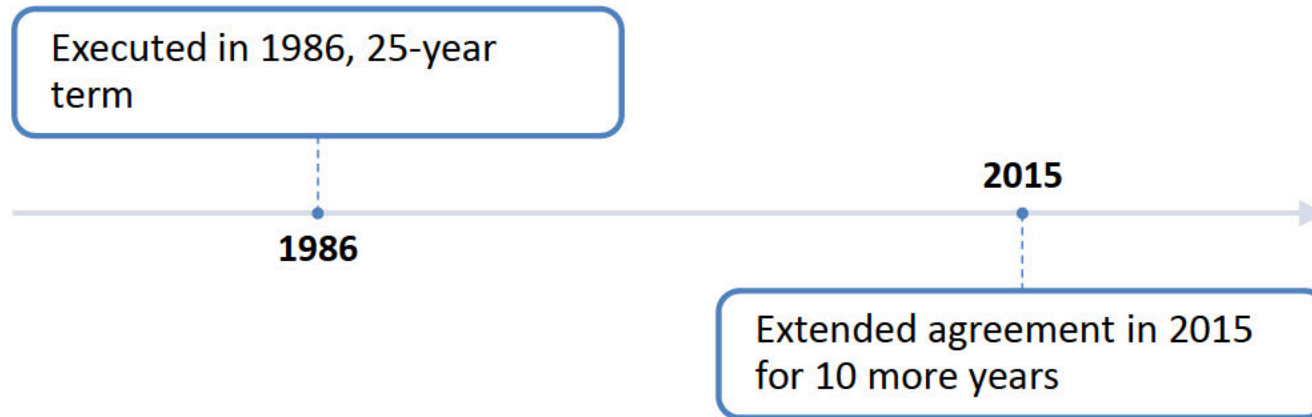 Executed in 1986, 25-year
term
2015
1986
Extended agreement in 2015
for 10 more years